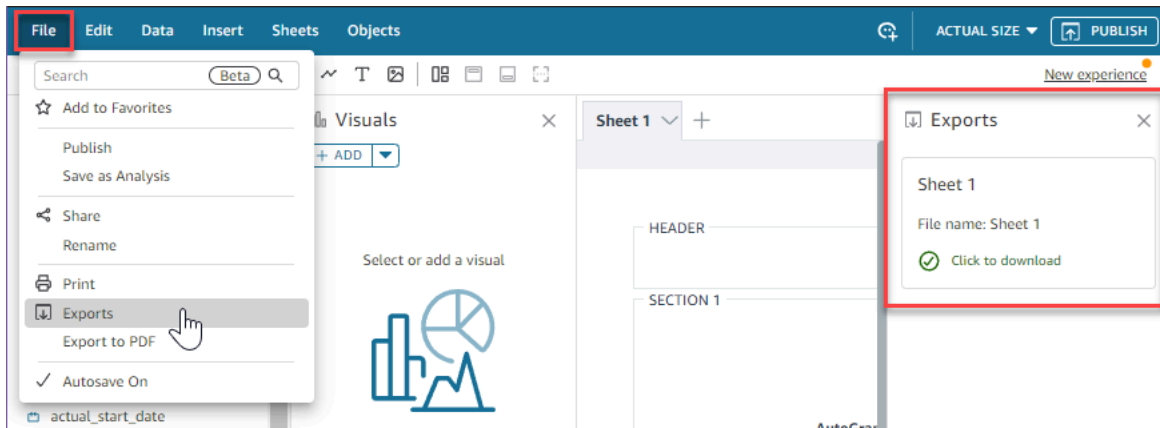 File Edit Data Insert Sheets Objects ACTUAL SIZE PUBLISH
Search Beta
New experience
Add to Favorites
Publish
Save as Analysis
Share
Rename
Print
Exports
Export to PDF
Autosave On
actual_start_date
Visuals
+ ADD
Select or add a visual
Sheet 1
HEADER
SECTION 1
Exports
Sheet 1
File name: Sheet 1
Click to download